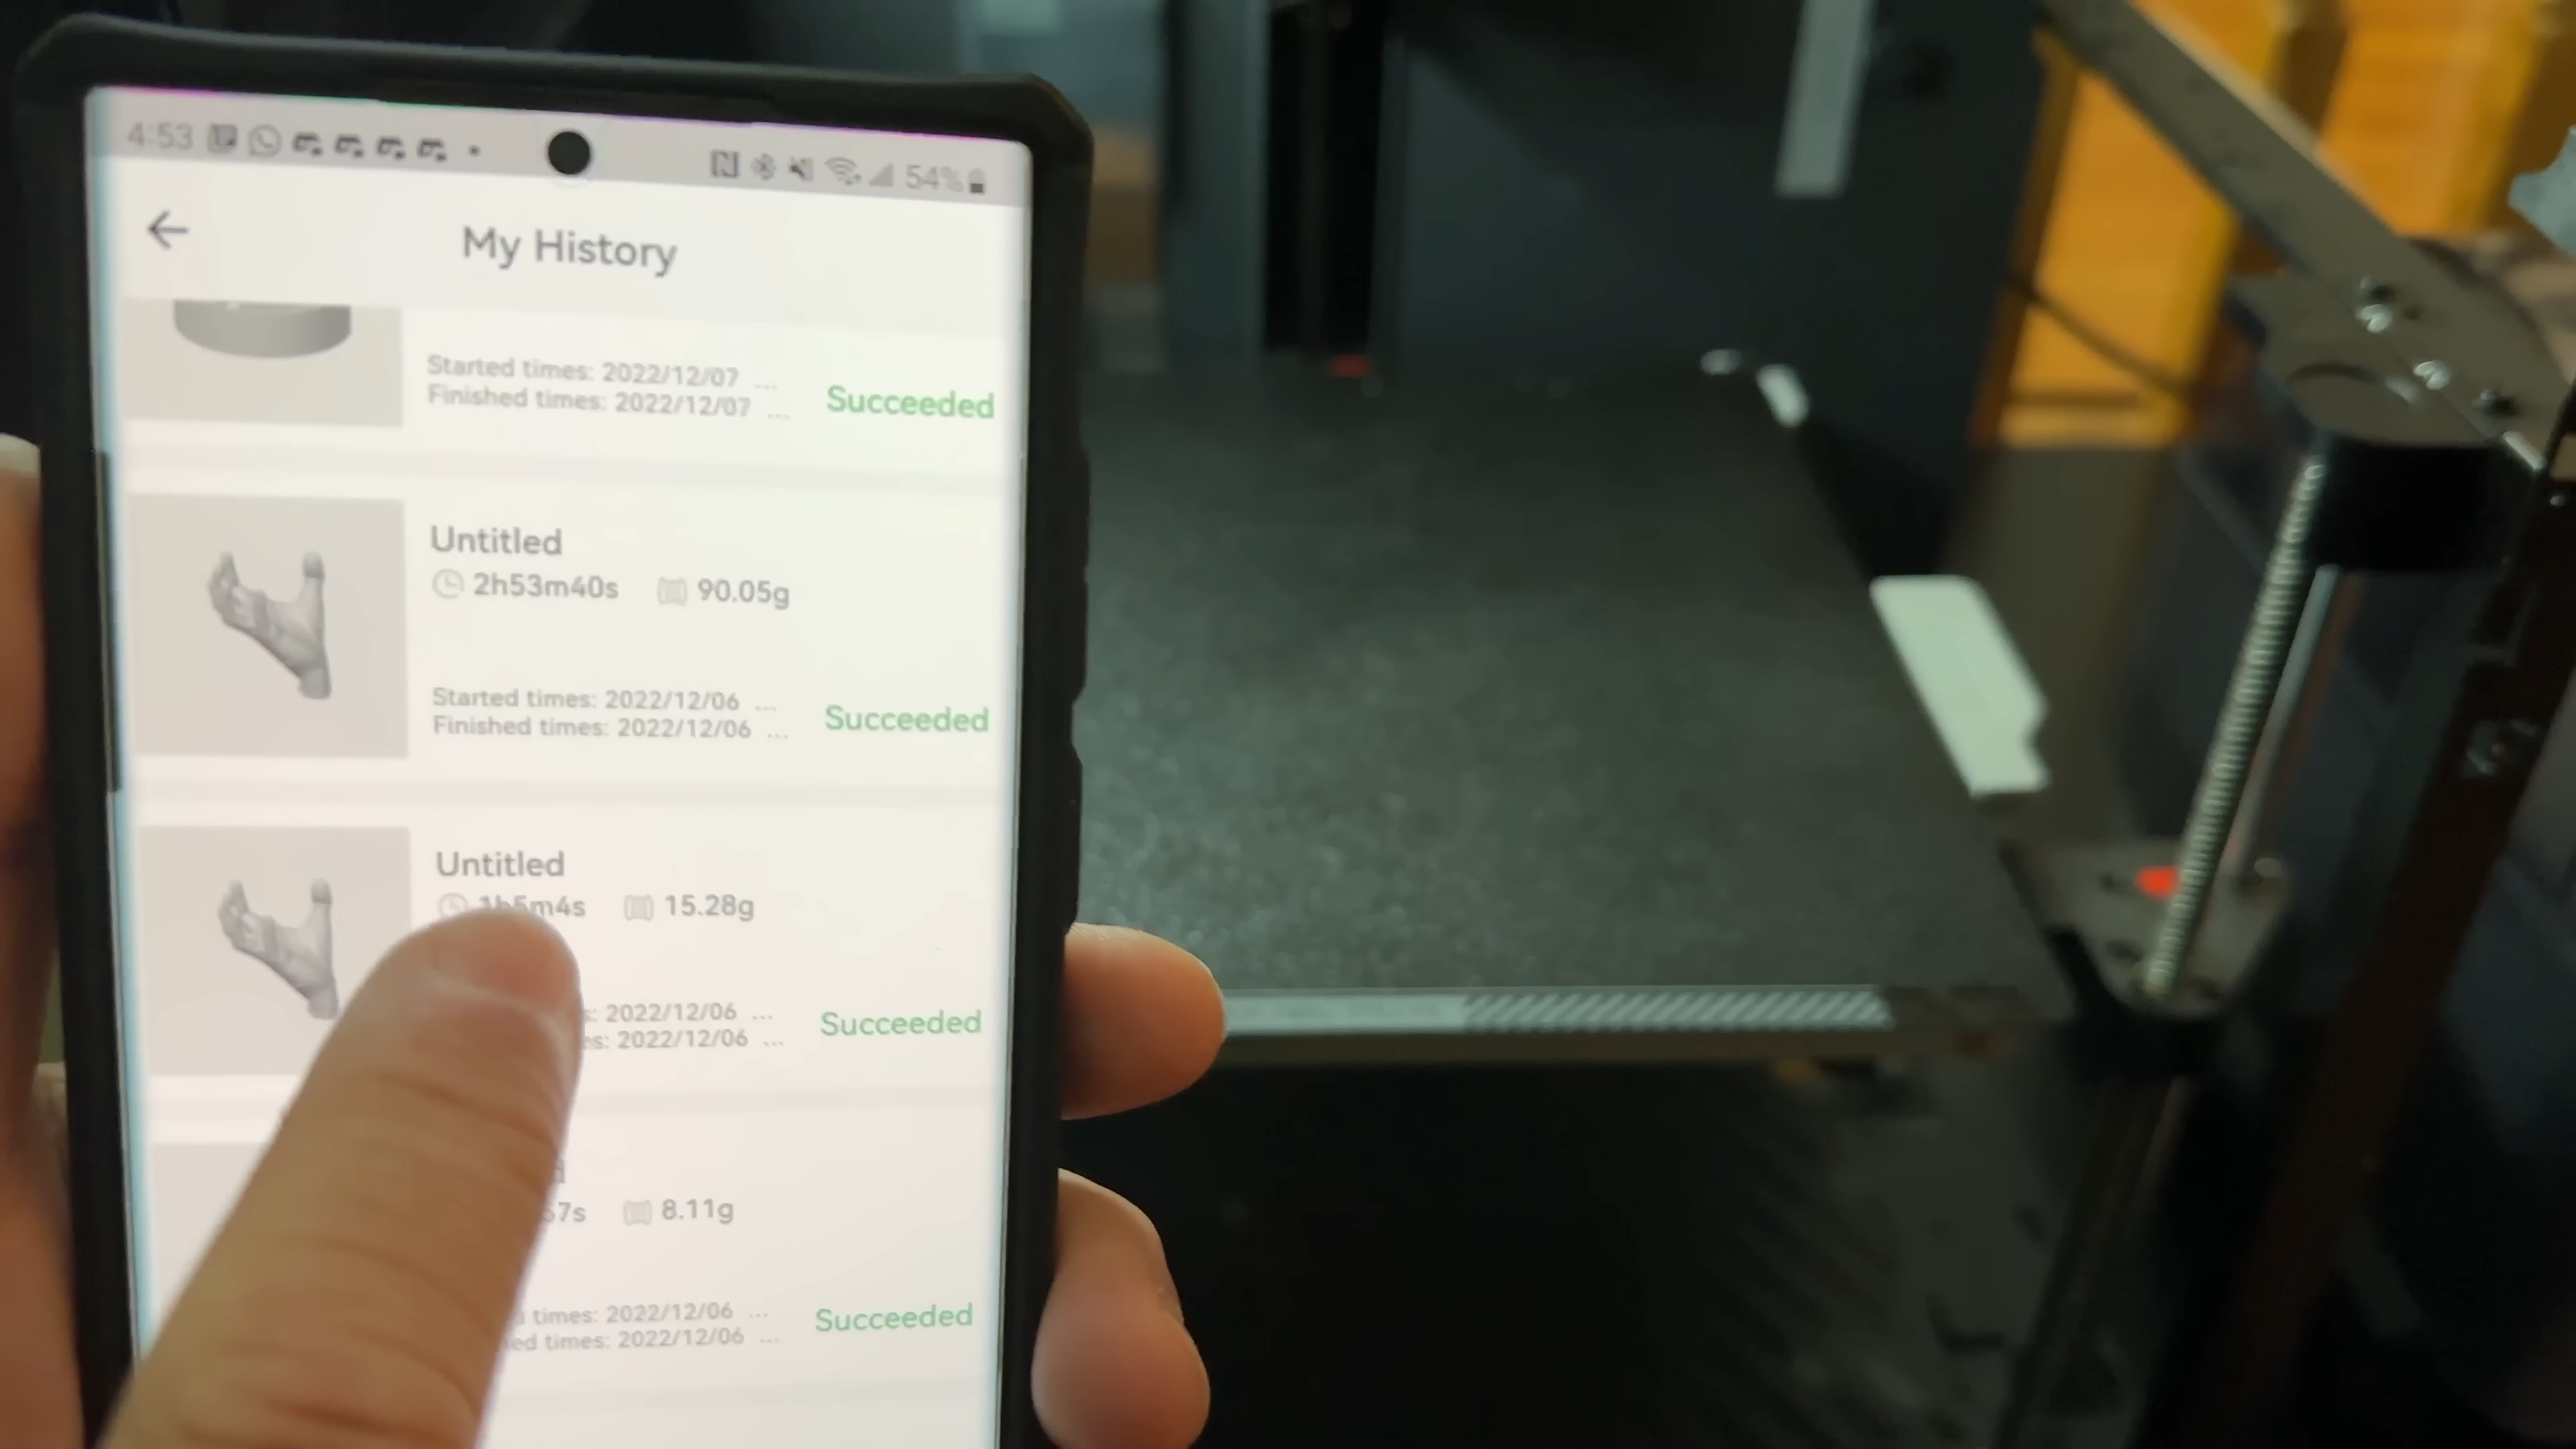 4:53
54%
My History
Started times: 2022/12/07 ...
Finished times: 2022/12/07 ...
Succeeded
Untitled
2h53m40s 90.05g
Started times: 2022/12/06 ...
Finished times: 2022/12/06 ...
Succeeded
Untitled
1h5m4s 15.28g
2022/12/06 ...
2022/12/06 ...
Succeeded
8.11g
times: 2022/12/06 ...
times: 2022/12/06 ...
Succeeded